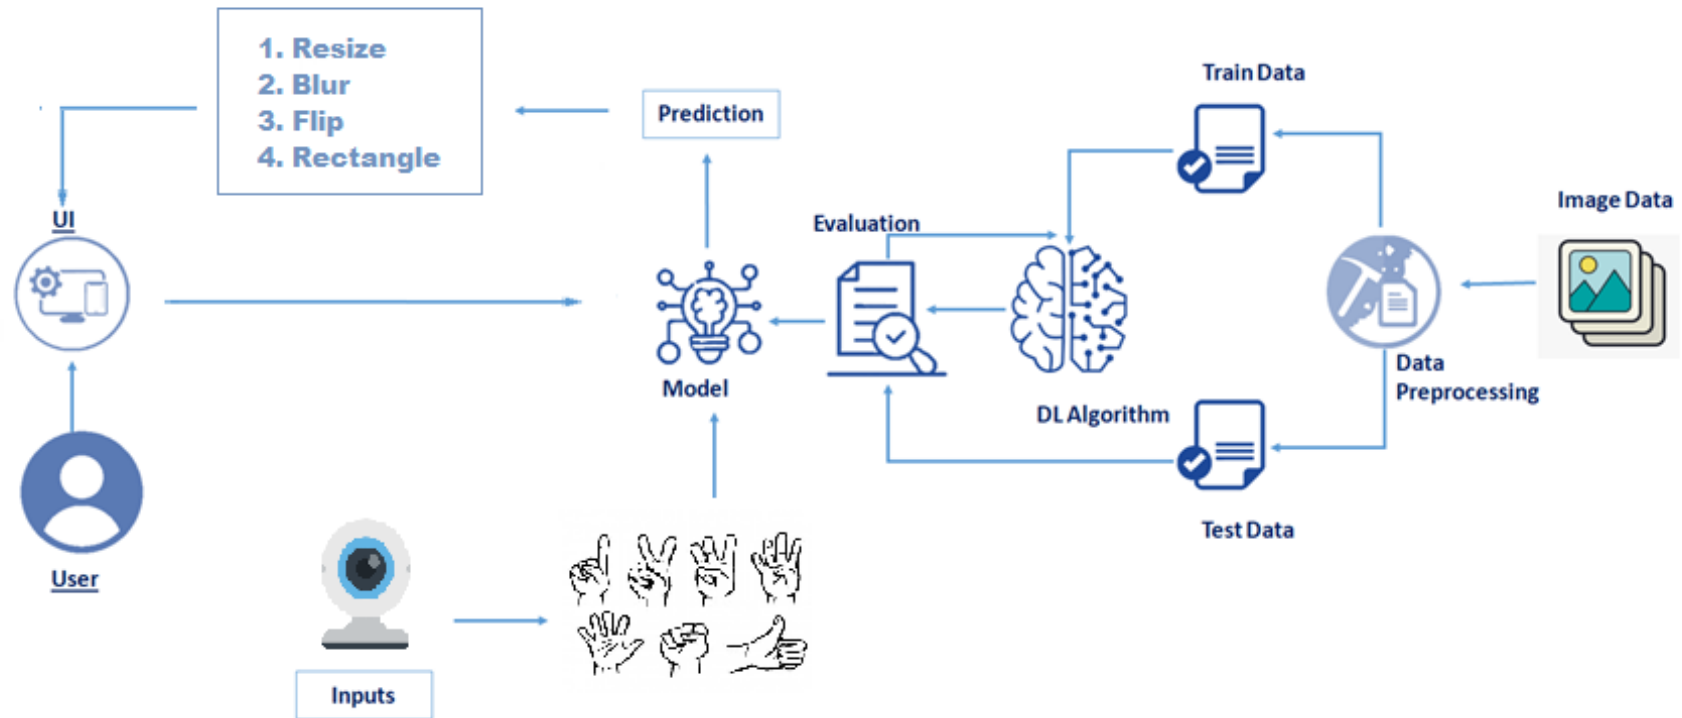 1. Resize
2. Blur
3. Flip
4. Rectangle
Prediction
Train Data
Image Data
UI
Evaluation
Model
DL Algorithm
Data
Preprocessing
Test Data
User
Inputs